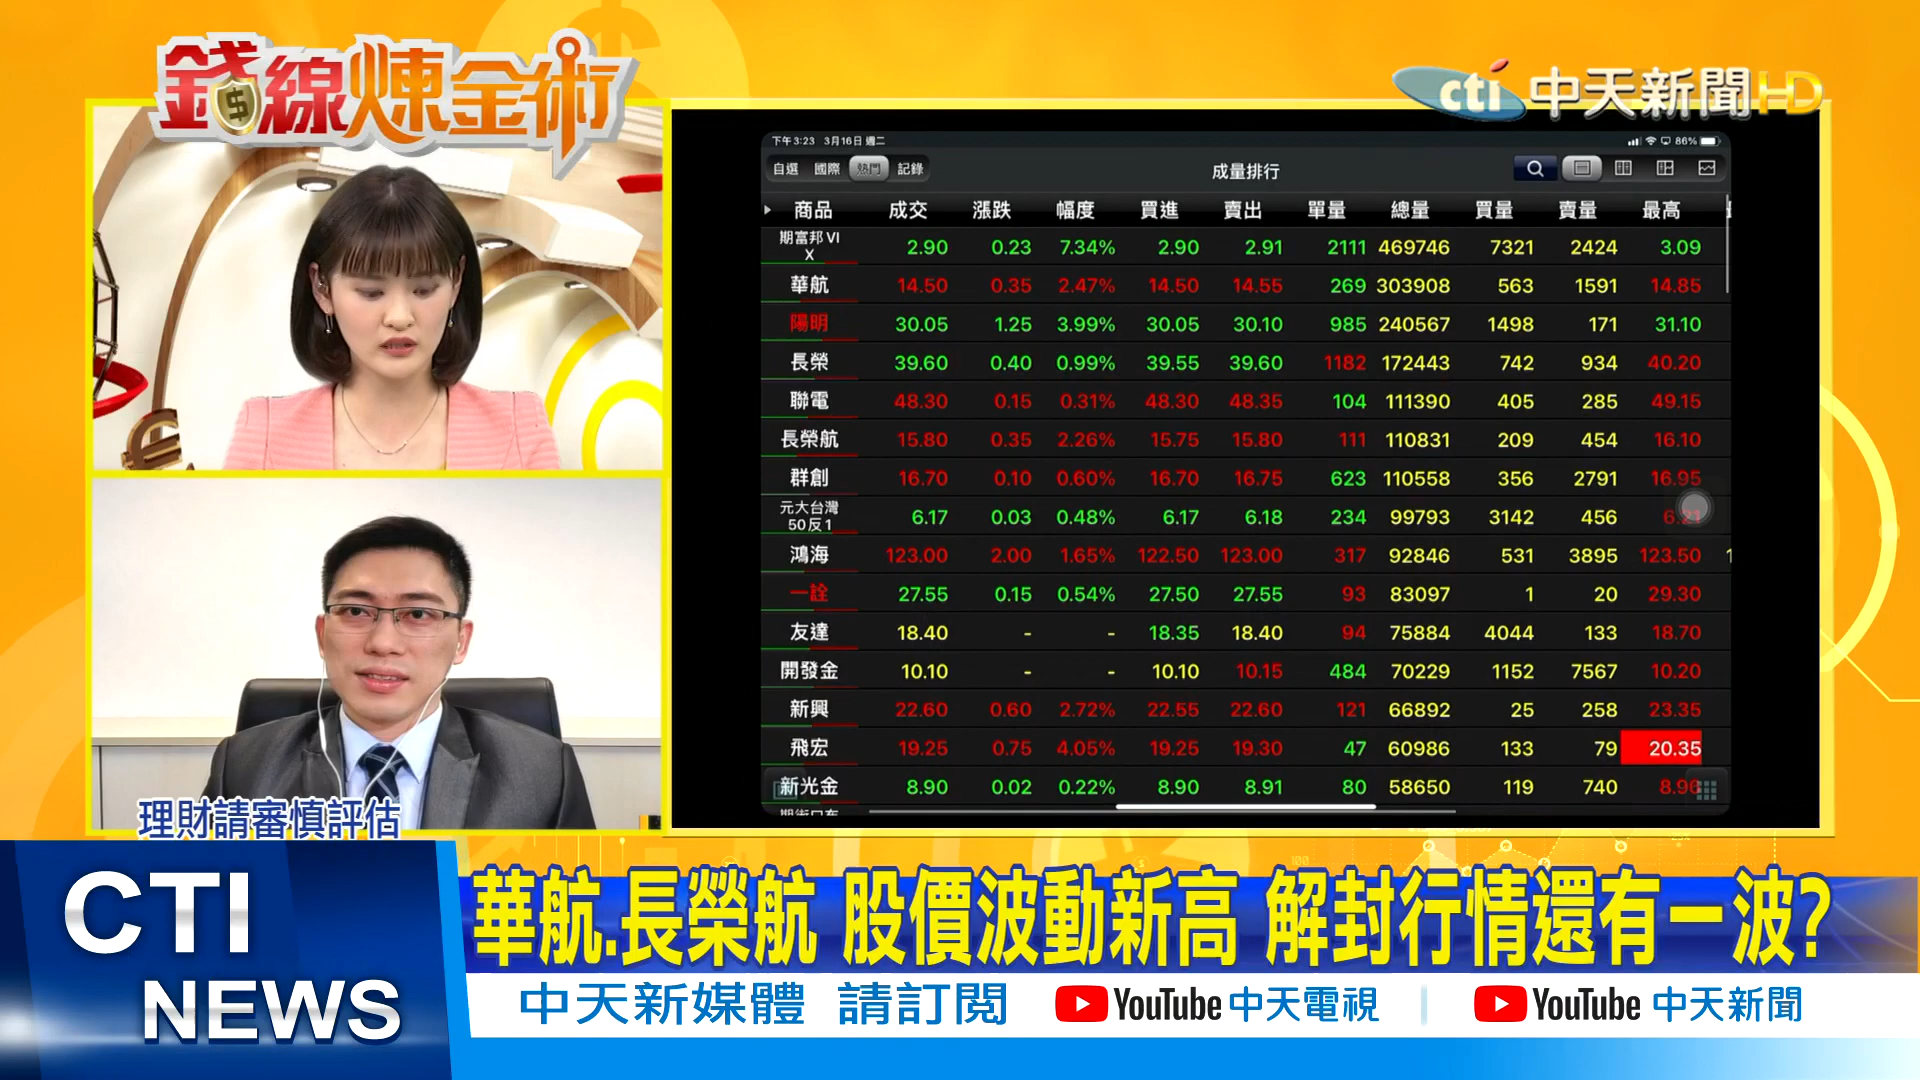 錢線煉金術
cti 中天新聞HD
下午3:23 3月16日 週二
86%
自選 國際 熱門 記錄
成量排行
商品 成交 漲跌 幅度 買進 賣出 單量 總量 買量 賣量 最高
期富邦VIX 2.90 0.23 7.34% 2.90 2.91 2111 469746 7321 2424 3.09
華航 14.50 0.35 2.47% 14.50 14.55 269 303908 563 1591 14.85
陽明 30.05 1.25 3.99% 30.05 30.10 985 240567 1498 171 31.10
長榮 39.60 0.40 0.99% 39.55 39.60 1182 172443 742 934 40.20
聯電 48.30 0.15 0.31% 48.30 48.35 104 111390 405 285 49.15
長榮航 15.80 0.35 2.26% 15.75 15.80 111 110831 209 454 16.10
群創 16.70 0.10 0.60% 16.70 16.75 623 110558 356 2791 16.95
元大台灣50反1 6.17 0.03 0.48% 6.17 6.18 234 99793 3142 456
鴻海 123.00 2.00 1.65% 122.50 123.00 317 92846 531 3895 123.50
一詮 27.55 0.15 0.54% 27.50 27.55 93 83097 1 20 29.30
友達 18.40 - - 18.35 18.40 94 75884 4044 133 18.70
開發金 10.10 - - 10.10 10.15 484 70229 1152 7567 10.20
新興 22.60 0.60 2.72% 22.55 22.60 121 66892 25 258 23.35
飛宏 19.25 0.75 4.05% 19.25 19.30 47 60986 133 79 20.35
新光金 8.90 0.02 0.22% 8.90 8.91 80 58650 119 740
理財請審慎評估
CTI NEWS
華航.長榮航 股價波動新高 解封行情還有一波?
中天新媒體 請訂閱 YouTube 中天電視 YouTube 中天新聞